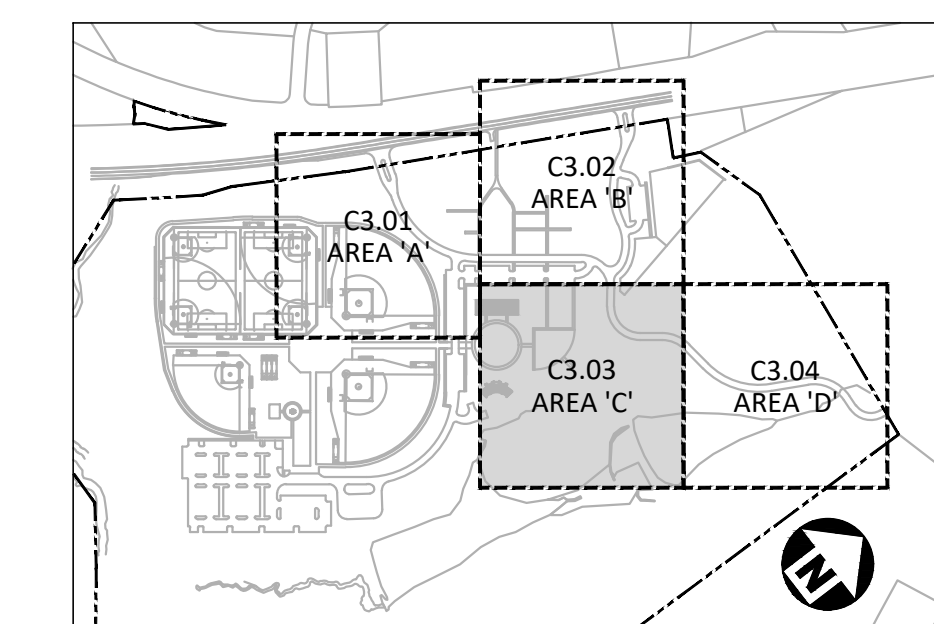 C3.02
AREA 'B'
C3.01
AREA 'A'
C3.03
AREA 'C'
C3.04
AREA 'D'
N